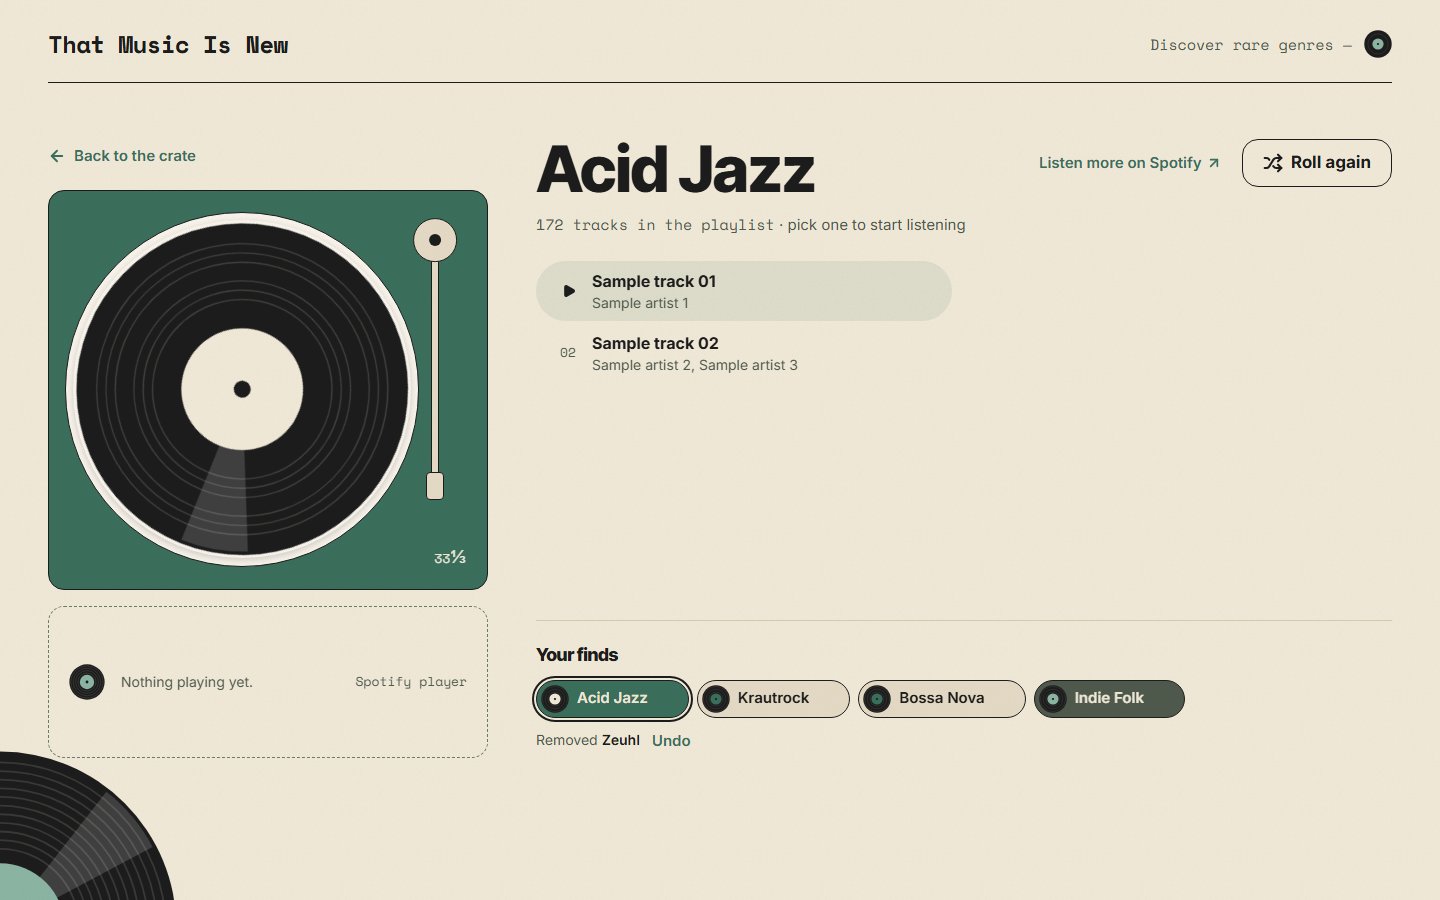 That Music Is New
Discover rare genres —
Back to the crate
Acid Jazz
Listen more on Spotify
Roll again
172 tracks in the playlist · pick one to start listening
Sample track 01
Sample artist 1
02
Sample track 02
Sample artist 2, Sample artist 3
33⅓
Nothing playing yet.
Spotify player
Your finds
Acid Jazz
Krautrock
Bossa Nova
Indie Folk
Removed Zeuhl Undo